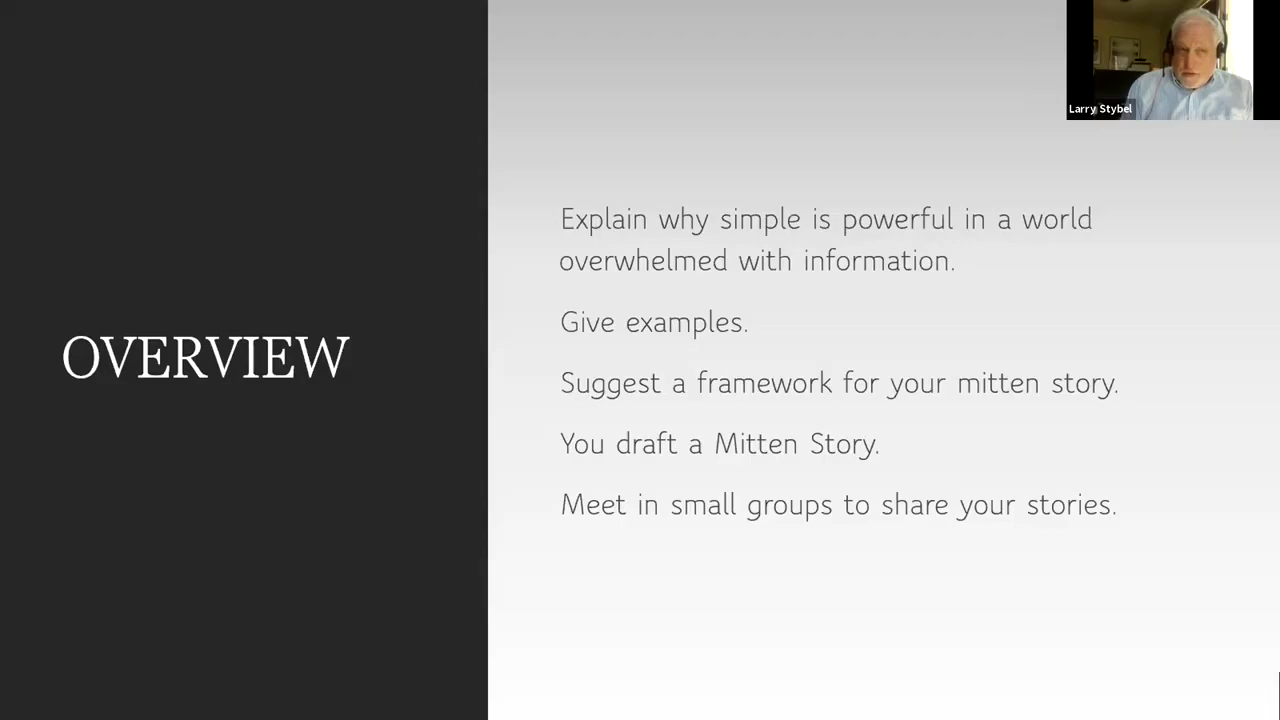 Larry Stybel
OVERVIEW
Explain why simple is powerful in a world
overwhelmed with information.
Give examples.
Suggest a framework for your mitten story.
You draft a Mitten Story.
Meet in small groups to share your stories.